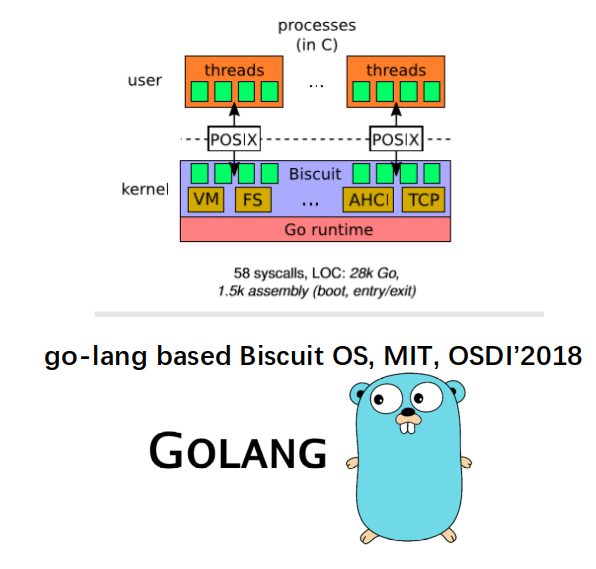 processes
(in C)
user
threads
...
threads
POSIX
POSIX
kernel
Biscuit
VM
FS
...
AHCI
TCP
Go runtime
58 syscalls, LOC: 28k Go,
1.5k assembly (boot, entry/exit)
go-lang based Biscuit OS, MIT, OSDI’2018
GOLANG